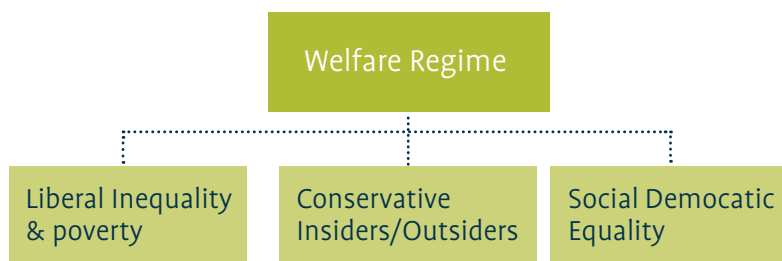 Welfare Regime
Liberal Inequality
& poverty
Conservative
Insiders/Outsiders
Social Democatic
Equality